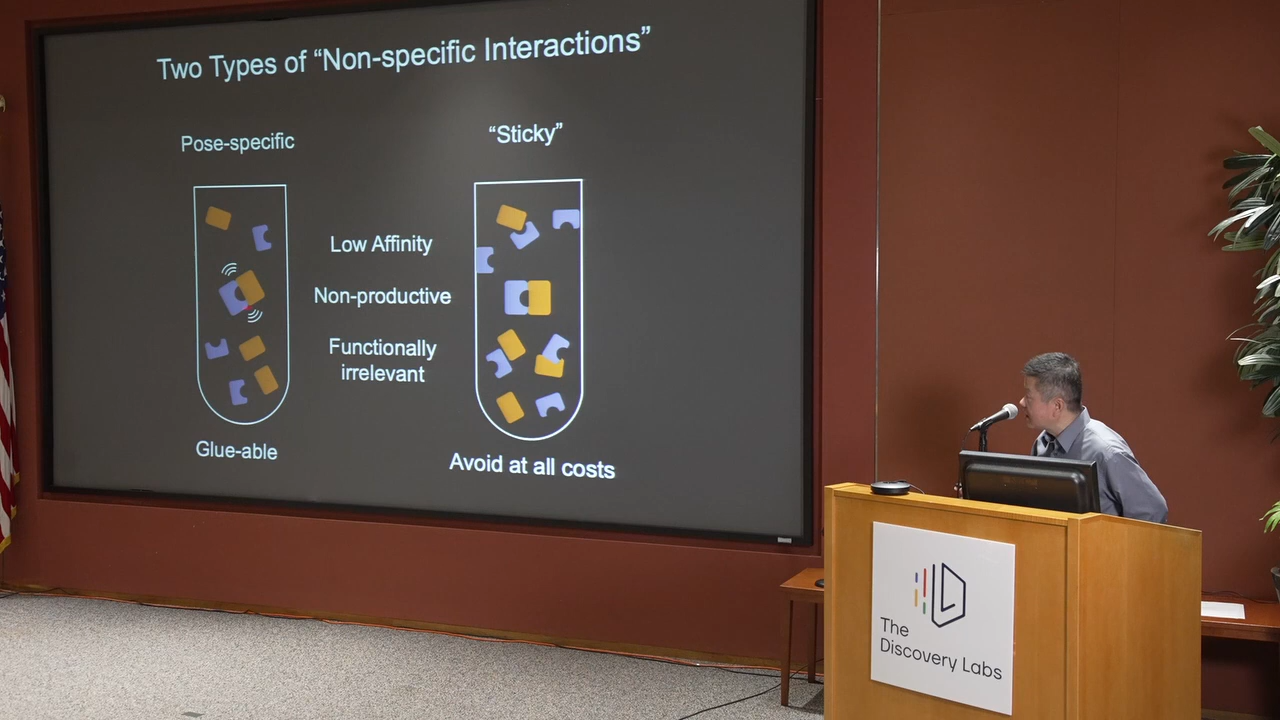 Two Types of “Non-specific Interactions”
Pose-specific
“Sticky”
Low Affinity
Non-productive
Functionally
irrelevant
Glue-able
Avoid at all costs
The
Discovery Labs